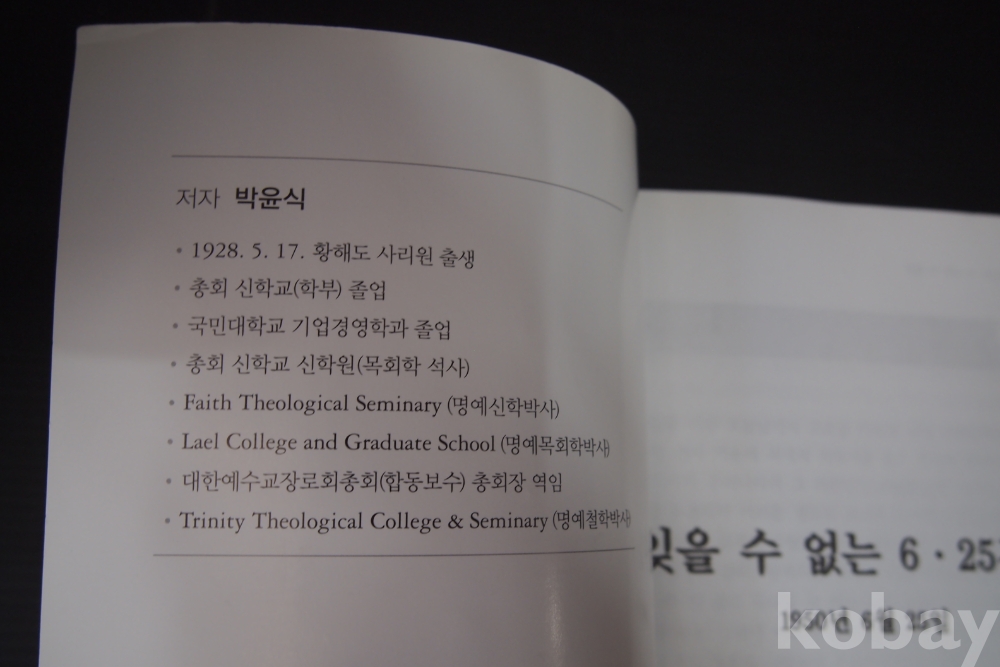 저자 박윤식
• 1928. 5. 17. 황해도 사리원 출생
• 총회 신학교(학부) 졸업
• 국민대학교 기업경영학과 졸업
• 총회 신학교 신학원(목회학 석사)
• Faith Theological Seminary (명예신학박사)
• Lael College and Graduate School (명예목회학박사)
• 대한예수교장로회총회(합동보수) 총회장 역임
• Trinity Theological College & Seminary (명예철학박사)
잊을 수 없는 6·25
kobay